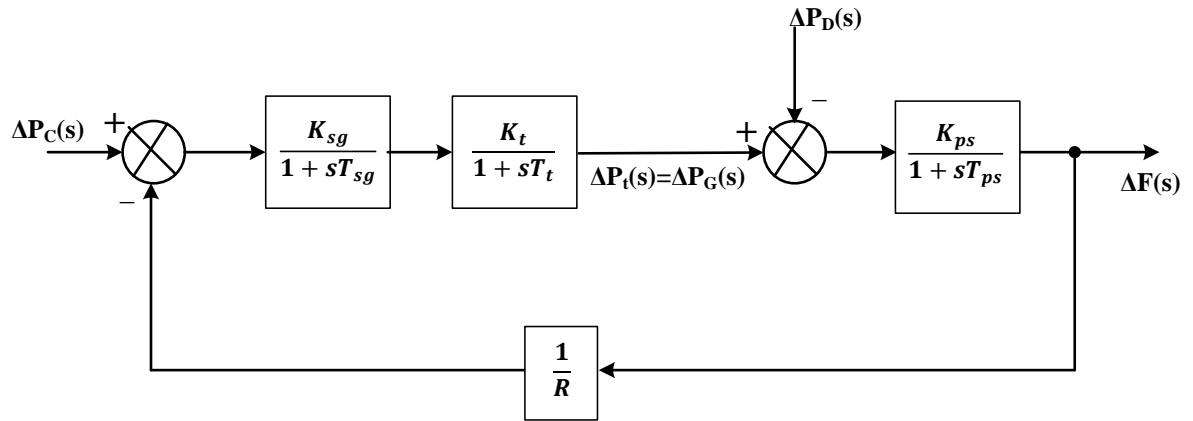 ΔP_D(s)
−
ΔP_C(s)
+
−
K_sg
1 + sT_sg
K_t
1 + sT_t
ΔP_t(s)=ΔP_G(s)
+
K_ps
1 + sT_ps
ΔF(s)
1
R